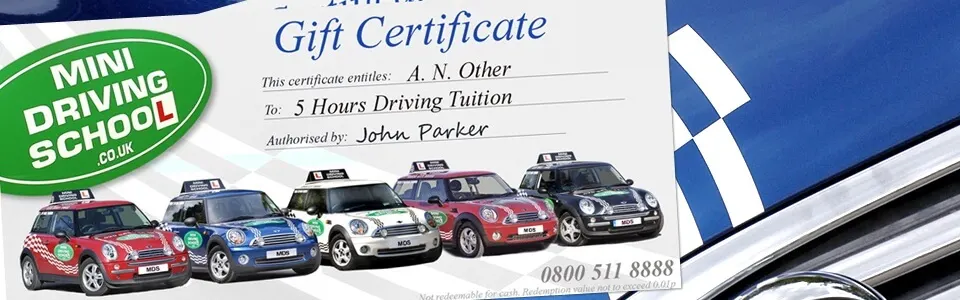 Gift Certificate
MINI
DRIVING
SCHOOL
.CO.UK
This certificate entitles: A. N. Other
To: 5 Hours Driving Tuition
Authorised by: John Parker
MDS
MDS
MDS
MDS
MDS
0800 511 8888
Not redeemable for cash. Redemption value not to exceed 0.01p